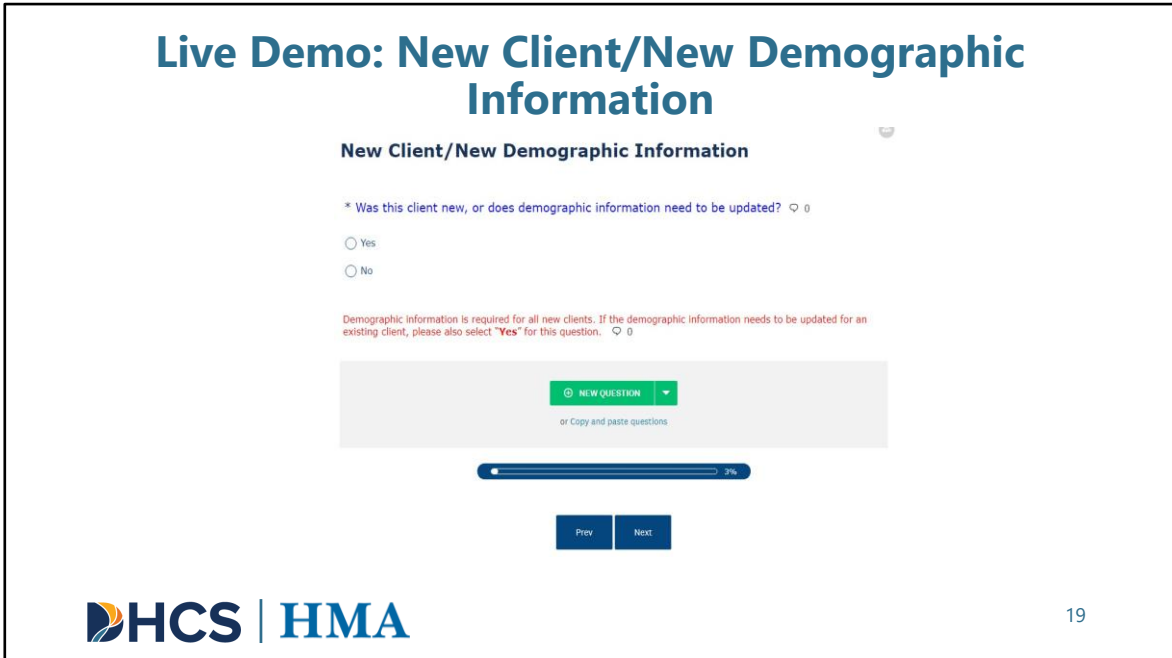 Live Demo: New Client/New Demographic
Information
New Client/New Demographic Information
* Was this client new, or does demographic information need to be updated? 0
Yes
No
Demographic information is required for all new clients. If the demographic information needs to be updated for an
existing client, please also select "Yes" for this question. 0
NEW QUESTION
or Copy and paste questions
3%
Prev Next
DHCS | HMA
19